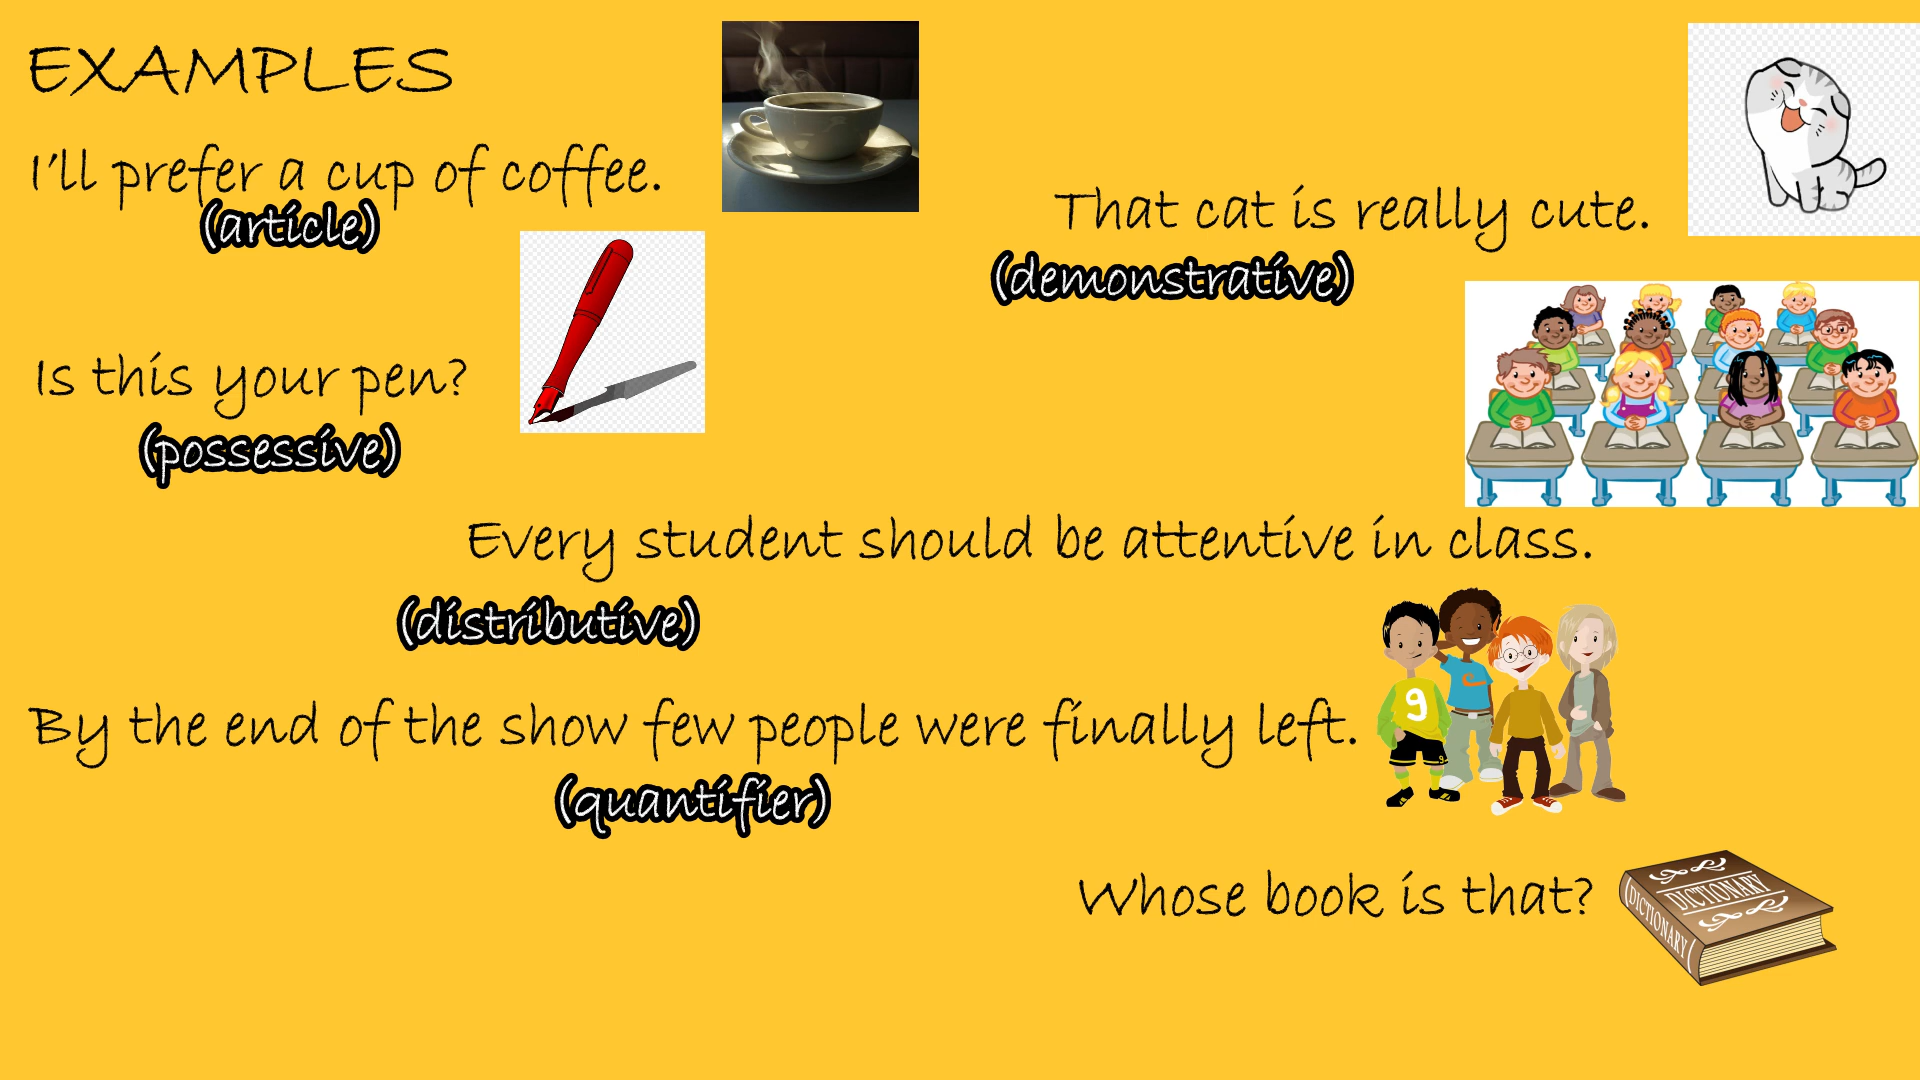 EXAMPLES
I'll prefer a cup of coffee.
(article)
That cat is really cute.
(demonstrative)
Is this your pen?
(possessive)
Every student should be attentive in class.
(distributive)
By the end of the show few people were finally left.
(quantifier)
9
Whose book is that?
DICTIONARY
DICTIONARY